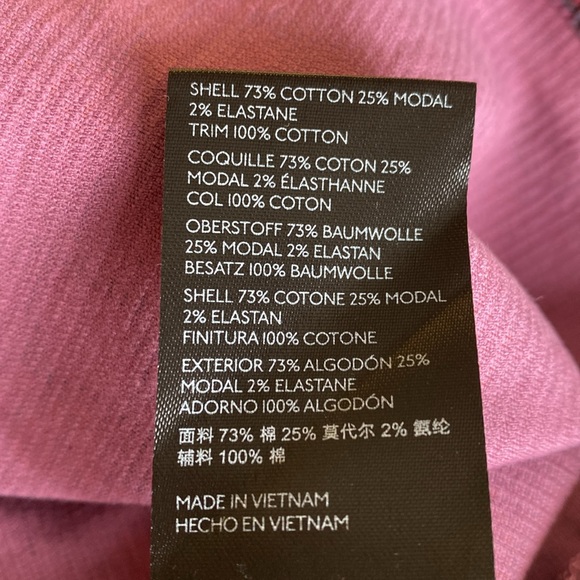 SHELL 73% COTTON 25% MODAL
2% ELASTANE
TRIM 100% COTTON
COQUILLE 73% COTON 25%
MODAL 2% ÉLASTHANNE
COL 100% COTON
OBERSTOFF 73% BAUMWOLLE
25% MODAL 2% ELASTAN
BESATZ 100% BAUMWOLLE
SHELL 73% COTONE 25% MODAL
2% ELASTAN
FINITURA 100% COTONE
EXTERIOR 73% ALGODÓN 25%
MODAL 2% ELASTANE
ADORNO 100% ALGODÓN
面料 73% 棉 25% 莫代尔 2% 氨纶
辅料 100% 棉
MADE IN VIETNAM
HECHO EN VIETNAM